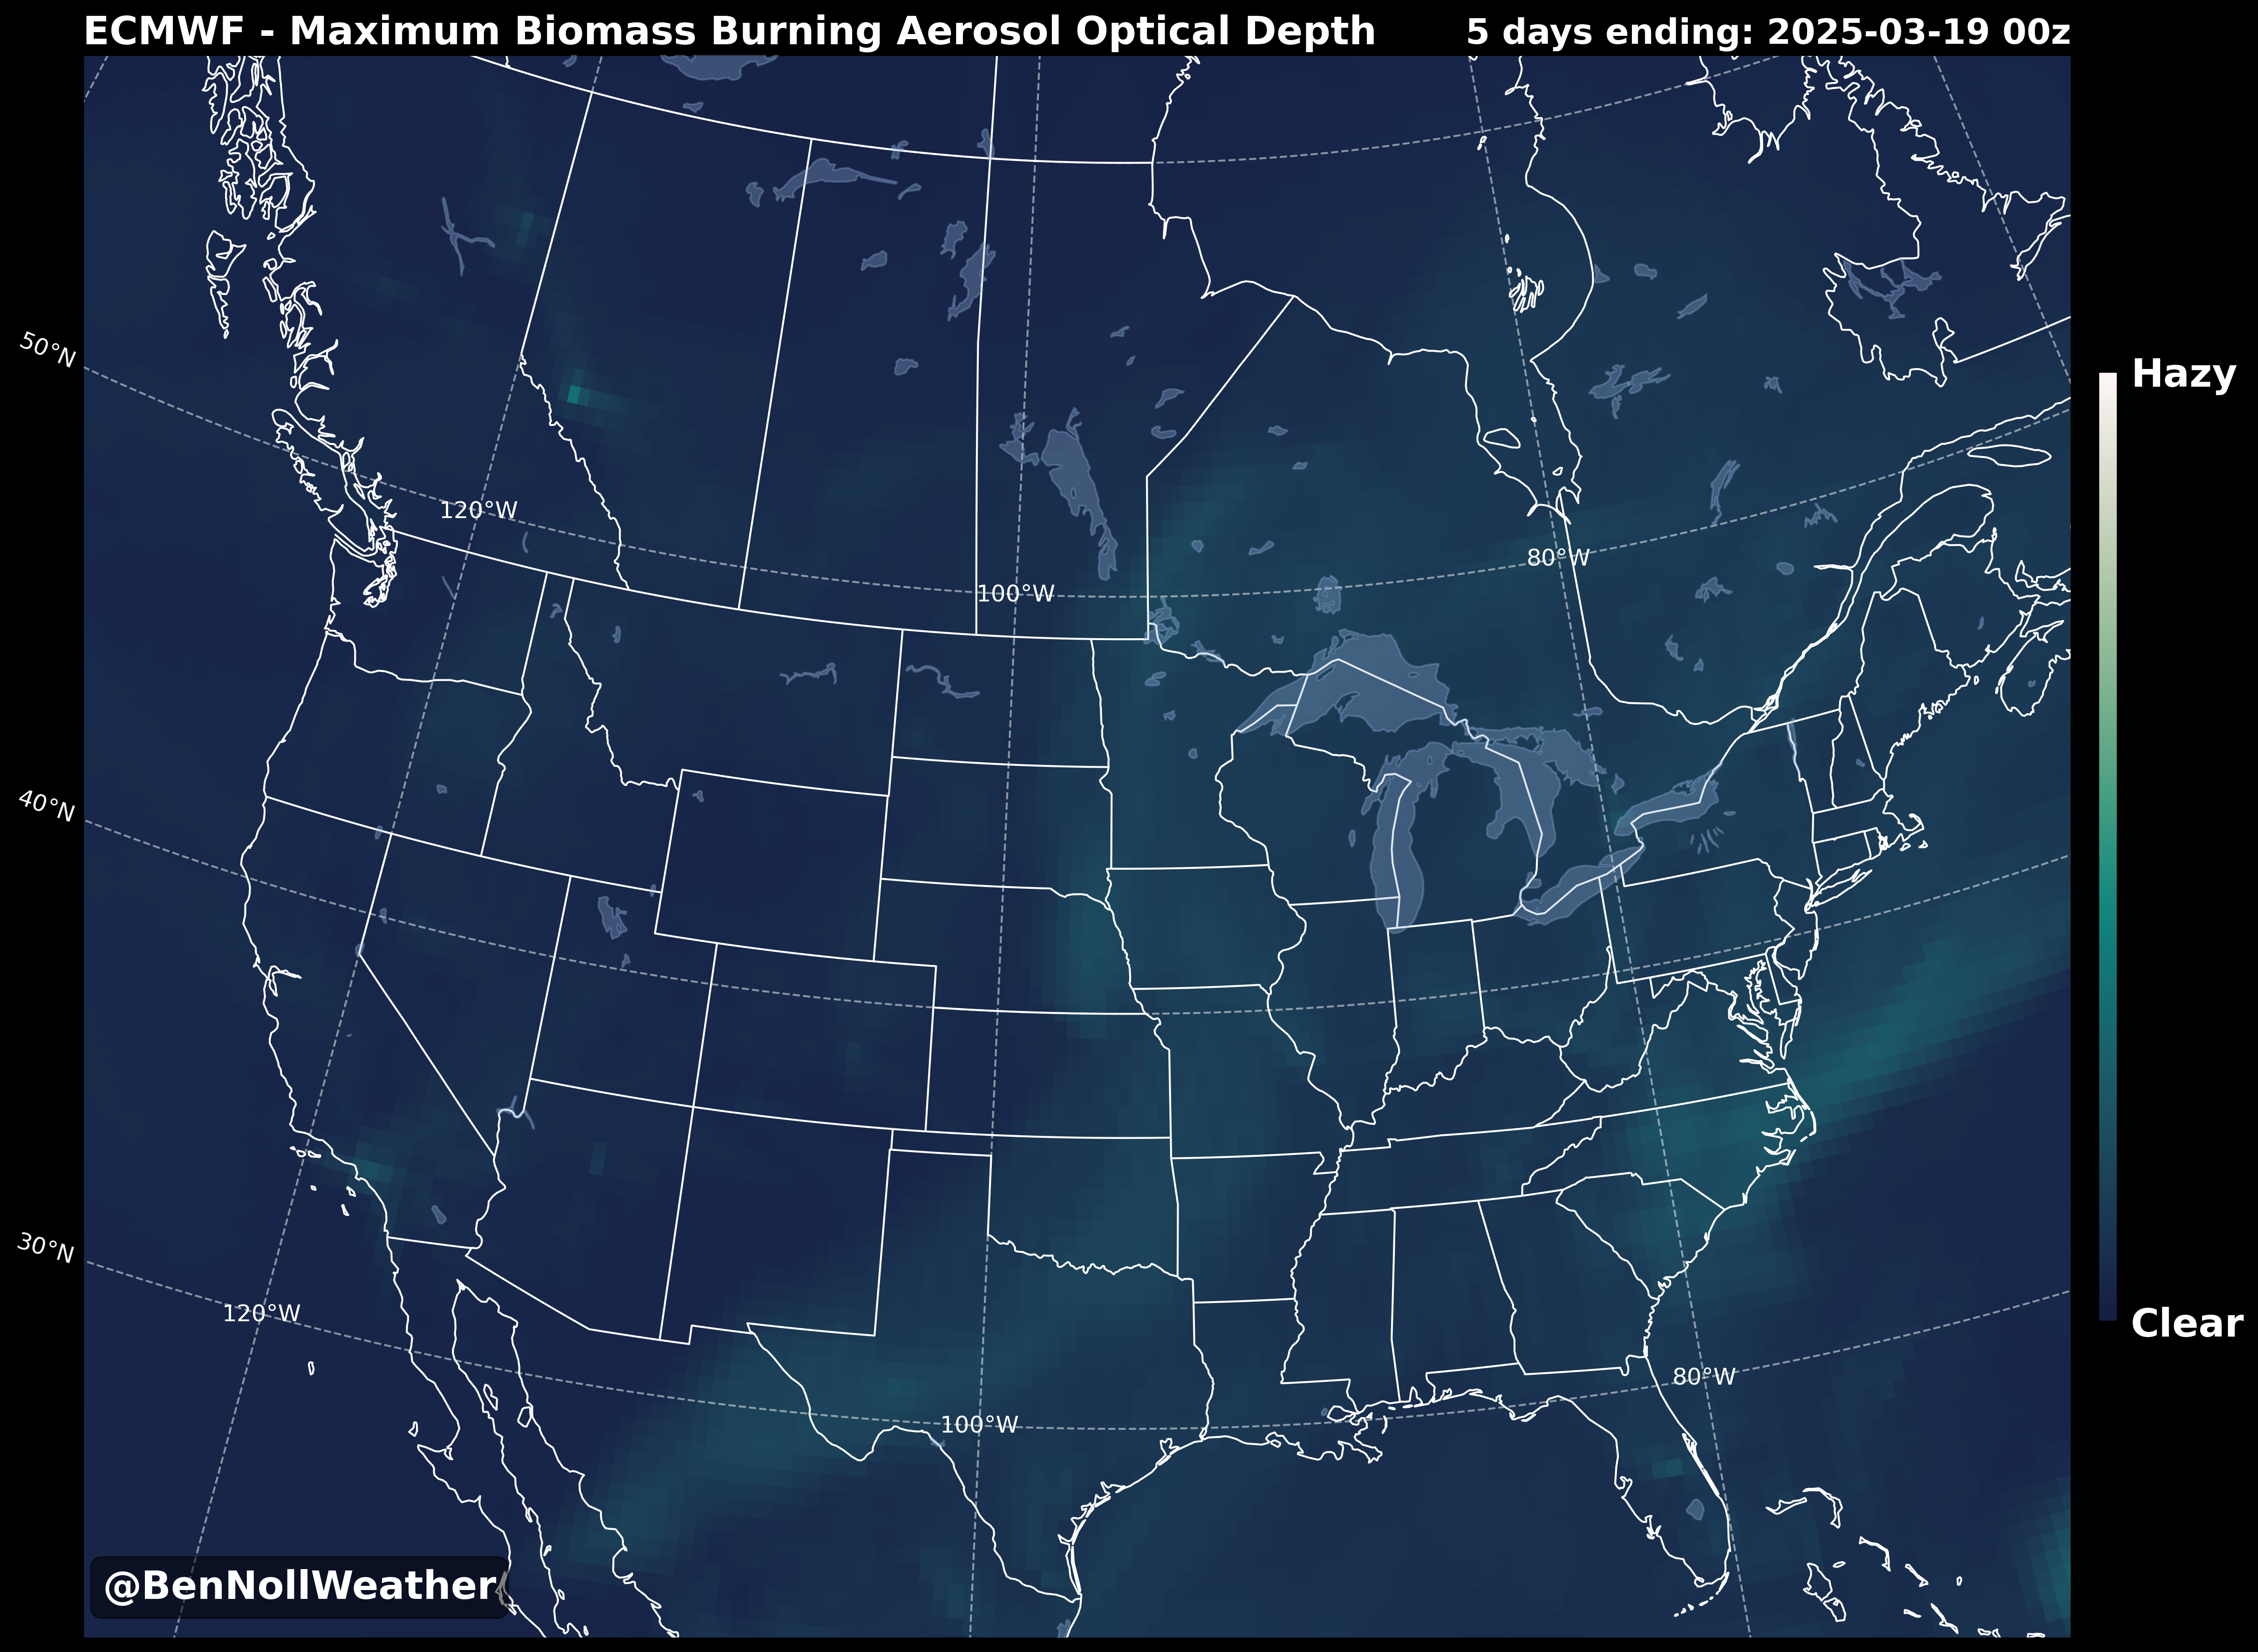 ECMWF - Maximum Biomass Burning Aerosol Optical Depth
5 days ending: 2025-03-19 00z
50°N
Hazy
120°W
80°W
100°W
40°N
30°N
120°W
Clear
80°W
100°W
@BenNollWeather